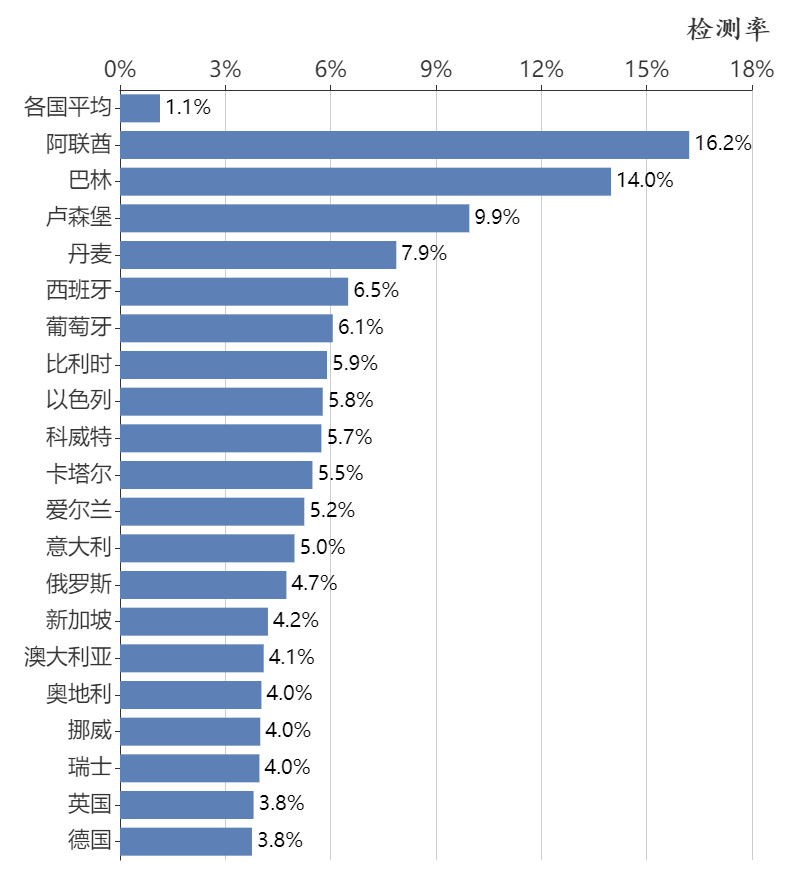 检测率
0% 3% 6% 9% 12% 15% 18%
各国平均 1.1%
阿联酋 16.2%
巴林 14.0%
卢森堡 9.9%
丹麦 7.9%
西班牙 6.5%
葡萄牙 6.1%
比利时 5.9%
以色列 5.8%
科威特 5.7%
卡塔尔 5.5%
爱尔兰 5.2%
意大利 5.0%
俄罗斯 4.7%
新加坡 4.2%
澳大利亚 4.1%
奥地利 4.0%
挪威 4.0%
瑞士 4.0%
英国 3.8%
德国 3.8%